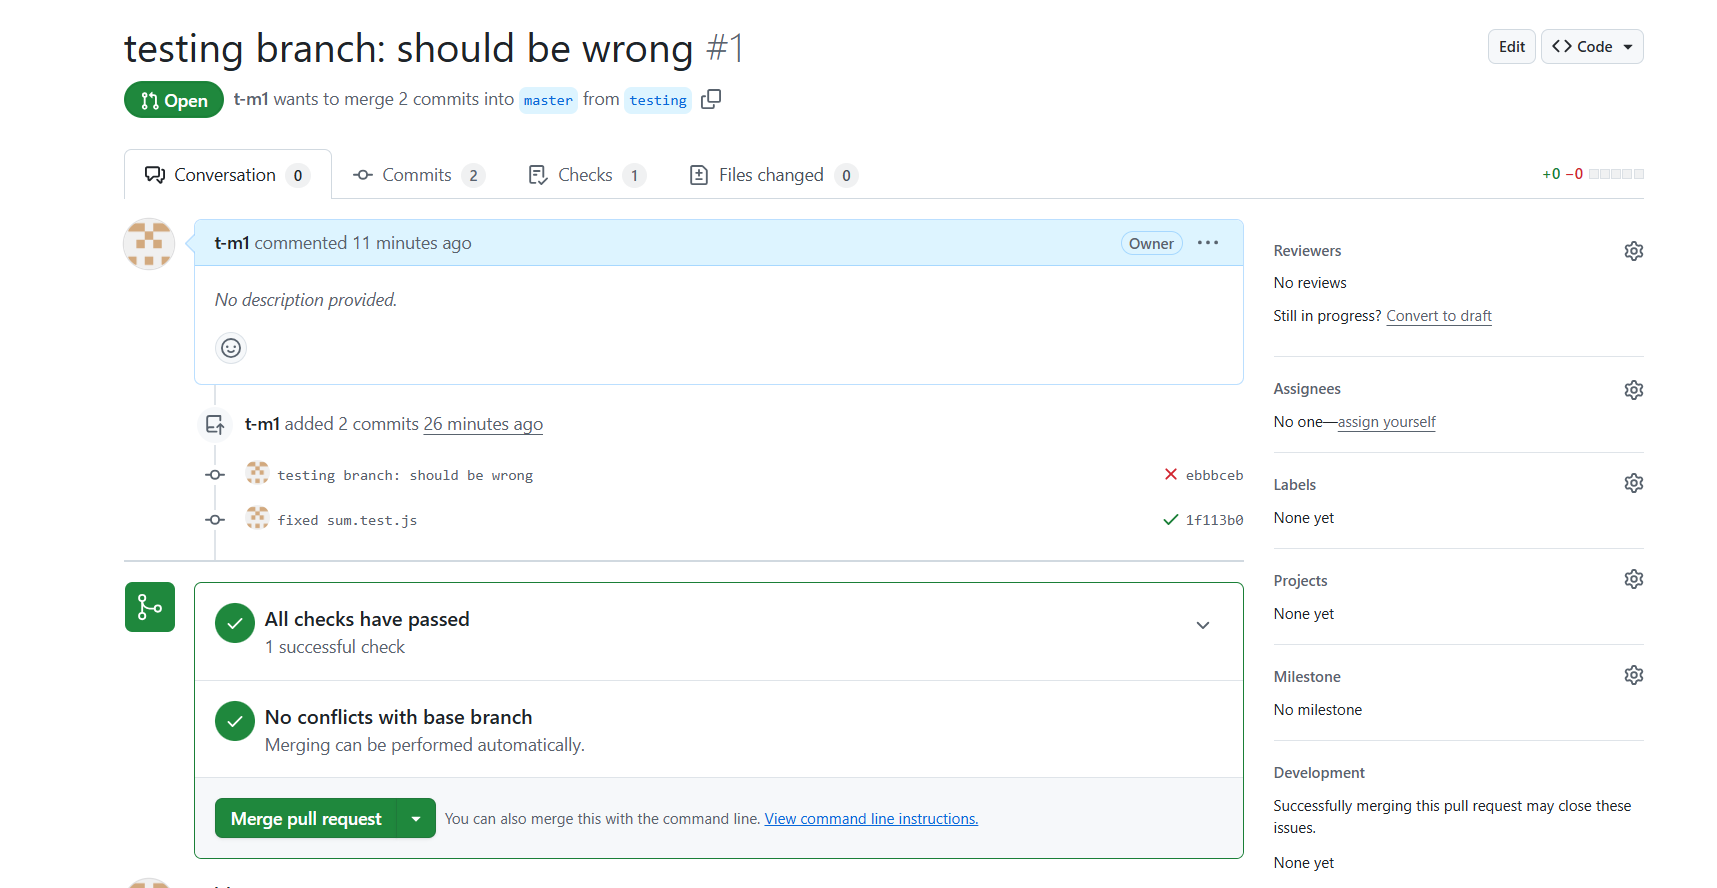 testing branch: should be wrong #1
Edit
Code
Open
t-m1 wants to merge 2 commits into master from testing
Conversation 0
Commits 2
Checks 1
Files changed 0
+0 −0
t-m1 commented 11 minutes ago
Owner
No description provided.
t-m1 added 2 commits 26 minutes ago
testing branch: should be wrong
ebbbceb
fixed sum.test.js
1f113b0
All checks have passed
1 successful check
No conflicts with base branch
Merging can be performed automatically.
Merge pull request
You can also merge this with the command line. View command line instructions.
Reviewers
No reviews
Still in progress? Convert to draft
Assignees
No one—assign yourself
Labels
None yet
Projects
None yet
Milestone
No milestone
Development
Successfully merging this pull request may close these
issues.
None yet